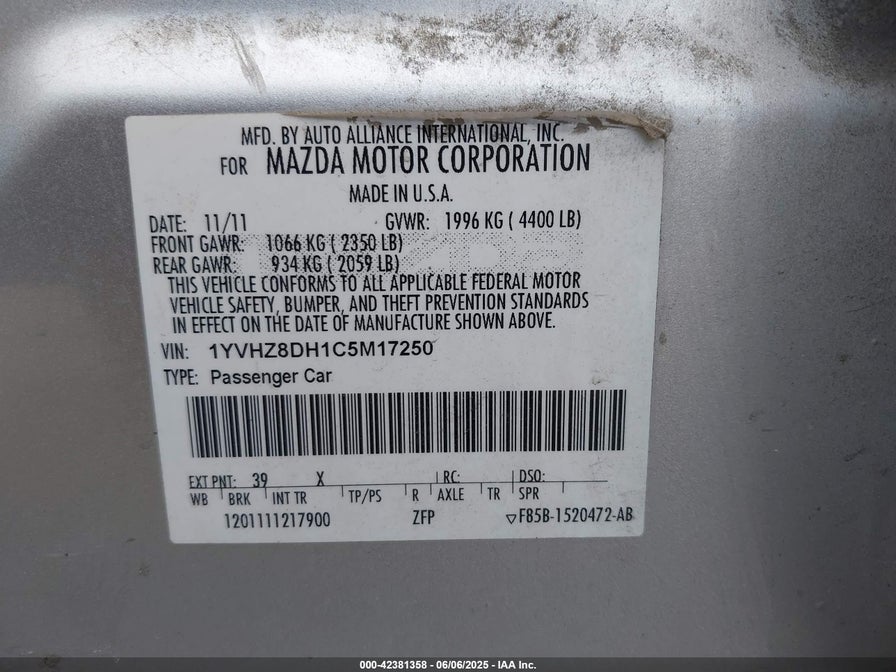 MFD. BY AUTO ALLIANCE INTERNATIONAL, INC.
FOR MAZDA MOTOR CORPORATION
MADE IN U.S.A.
DATE: 11/11 GVWR: 1996 KG ( 4400 LB)
FRONT GAWR: 1066 KG ( 2350 LB)
REAR GAWR: 934 KG ( 2059 LB)
THIS VEHICLE CONFORMS TO ALL APPLICABLE FEDERAL MOTOR
VEHICLE SAFETY, BUMPER, AND THEFT PREVENTION STANDARDS
IN EFFECT ON THE DATE OF MANUFACTURE SHOWN ABOVE.
VIN: 1YVHZ8DH1C5M17250
TYPE: Passenger Car
EXT PNT: 39 X RC: DSO:
WB BRK INT TR TP/PS R AXLE TR SPR
1201111217900 ZFP ▽F85B-1520472-AB
000-42381358 - 06/06/2025 - IAA Inc.